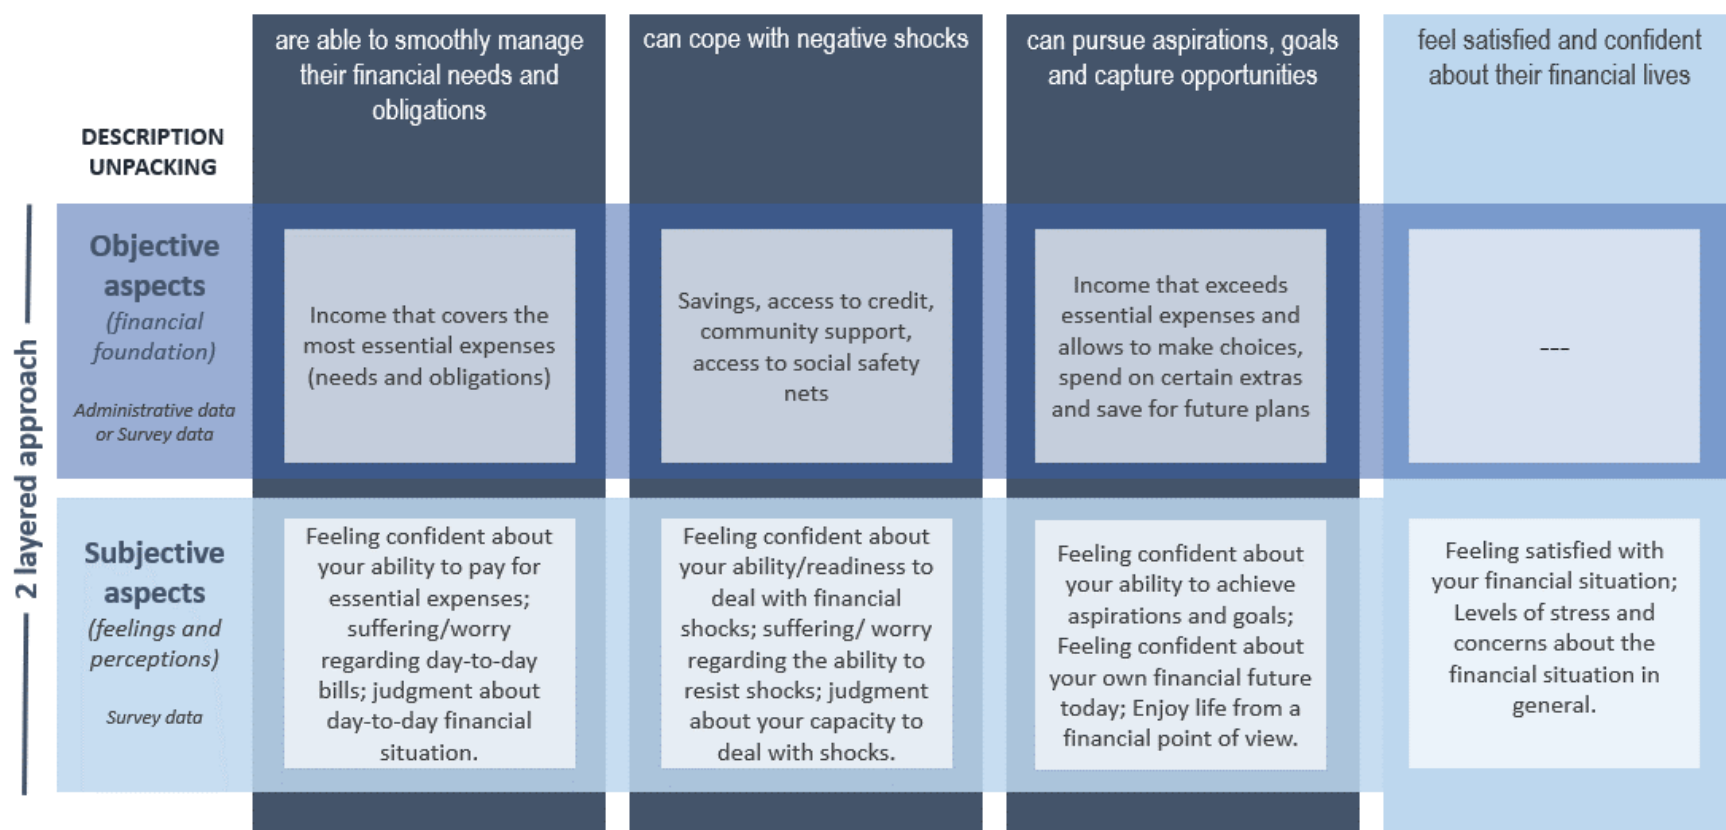 are able to smoothly manage
their financial needs and
obligations
can cope with negative shocks
can pursue aspirations, goals
and capture opportunities
feel satisfied and confident
about their financial lives
DESCRIPTION
UNPACKING
2 layered approach
Objective
aspects
(financial
foundation)
Administrative data
or Survey data
Income that covers the
most essential expenses
(needs and obligations)
Savings, access to credit,
community support,
access to social safety
nets
Income that exceeds
essential expenses and
allows to make choices,
spend on certain extras
and save for future plans
---
Subjective
aspects
(feelings and
perceptions)
Survey data
Feeling confident about
your ability to pay for
essential expenses;
suffering/worry
regarding day-to-day
bills; judgment about
day-to-day financial
situation.
Feeling confident about
your ability/readiness to
deal with financial
shocks; suffering/ worry
regarding the ability to
resist shocks; judgment
about your capacity to
deal with shocks.
Feeling confident about
your ability to achieve
aspirations and goals;
Feeling confident about
your own financial future
today; Enjoy life from a
financial point of view.
Feeling satisfied with
your financial situation;
Levels of stress and
concerns about the
financial situation in
general.